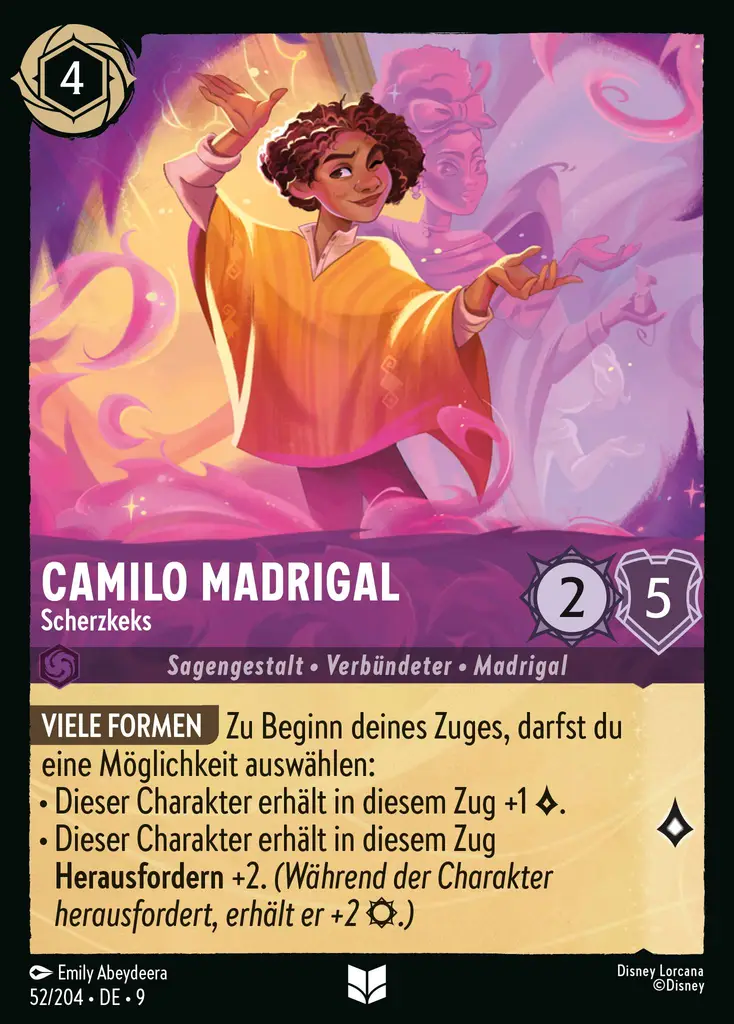 4
CAMILO MADRIGAL
Scherzkeks
2
5
Sagengestalt • Verbündeter • Madrigal
VIELE FORMEN Zu Beginn deines Zuges, darfst du
eine Möglichkeit auswählen:
• Dieser Charakter erhält in diesem Zug +1 .
• Dieser Charakter erhält in diesem Zug
Herausfordern +2. (Während der Charakter
herausfordert, erhält er +2 .)
Emily Abeydeera
52/204 • DE • 9
Disney Lorcana
©Disney